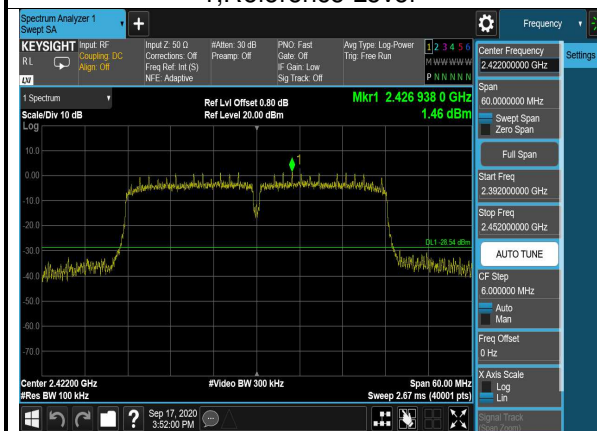 1,Reference Level
Spectrum Analyzer 1
Swept SA
+
Frequency
KEYSIGHT
RL
LXI
Input: RF
Coupling: DC
Align: Off
Input Z: 50 Ω
Corrections: Off
Freq Ref: Int (S)
NFE: Adaptive
#Atten: 30 dB
Preamp: Off
PNO: Fast
Gate: Off
IF Gain: Low
Sig Track: Off
Avg Type: Log-Power
Trig: Free Run
1 2 3 4 5 6
M W W W W W
P N N N N N
Settings
Center Frequency
2.422000000 GHz
Span
60.0000000 MHz
Swept Span
Zero Span
Full Span
Start Freq
2.392000000 GHz
Stop Freq
2.452000000 GHz
AUTO TUNE
CF Step
6.000000 MHz
Auto
Man
Freq Offset
0 Hz
X Axis Scale
Log
Lin
Signal Track
(Span Zoom)
1 Spectrum
Scale/Div 10 dB
Log
Ref Lvl Offset 0.80 dB
Ref Level 20.00 dBm
Mkr1 2.426 938 0 GHz
1.46 dBm
10.0
0.00
-10.0
-20.0
-30.0
-40.0
-50.0
-60.0
-70.0
1
DL1 -28.54 dBm
Center 2.42200 GHz
#Res BW 100 kHz
#Video BW 300 kHz
Span 60.00 MHz
Sweep 2.67 ms (40001 pts)
?
Sep 17, 2020
3:52:00 PM